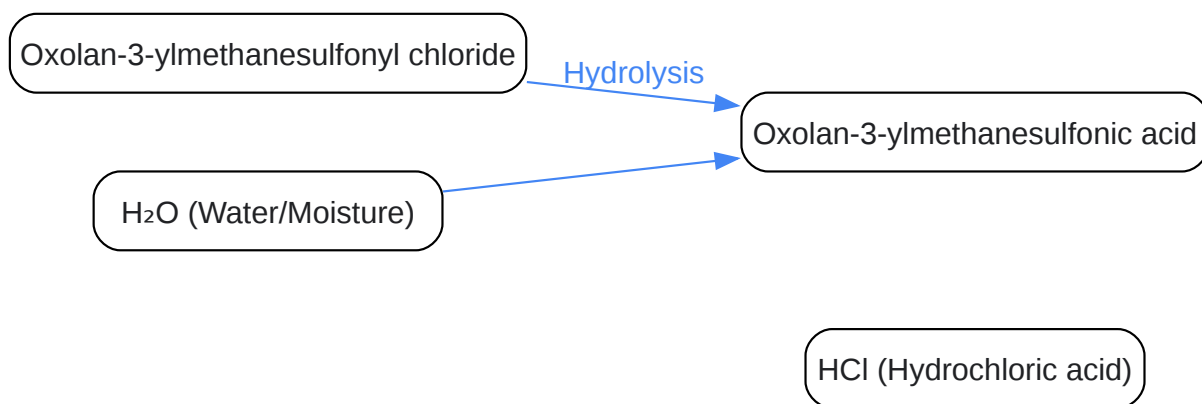 Oxolan-3-ylmethanesulfonyl chloride
Hydrolysis
Oxolan-3-ylmethanesulfonic acid
H₂O (Water/Moisture)
HCl (Hydrochloric acid)